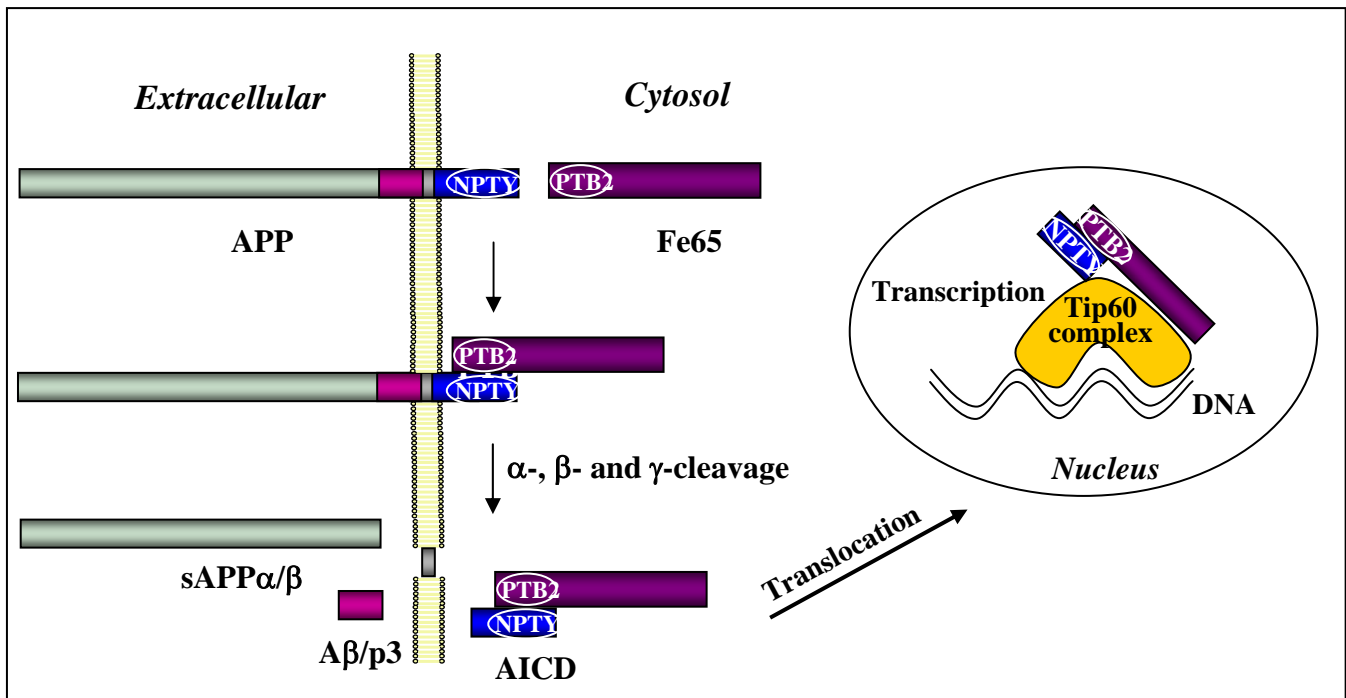 Extracellular
Cytosol
NPTY
PTB2
APP
Fe65
PTB2
NPTY
α-, β- and γ-cleavage
sAPPα/β
Aβ/p3
PTB2
NPTY
AICD
Translocation
NPTY
PTB2
Transcription
Tip60
complex
DNA
Nucleus